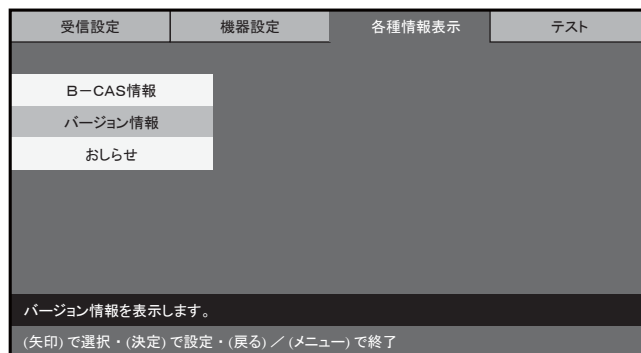 受信設定 機器設定 各種情報表示 テスト
B－CAS情報
バージョン情報
おしらせ
バージョン情報を表示します。
(矢印) で選択・(決定) で設定・(戻る) ／ (メニュー) で終了